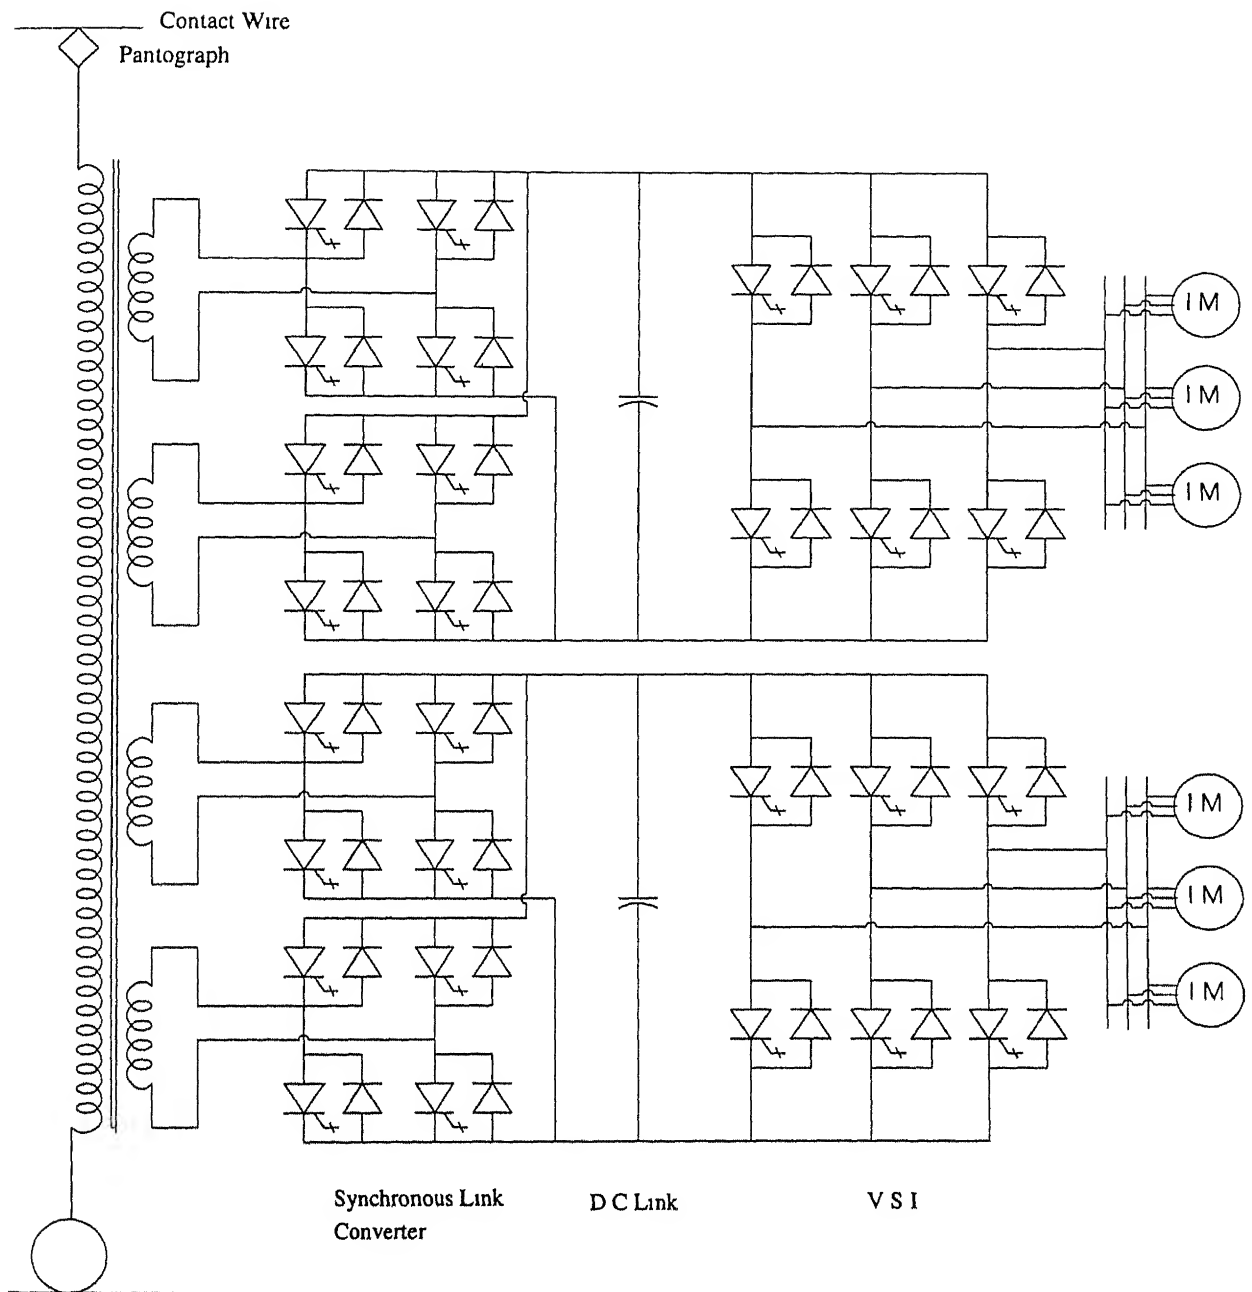 Contact Wire
Pantograph
IM
IM
IM
IM
IM
IM
Synchronous Link
Converter
D C Link
V S I